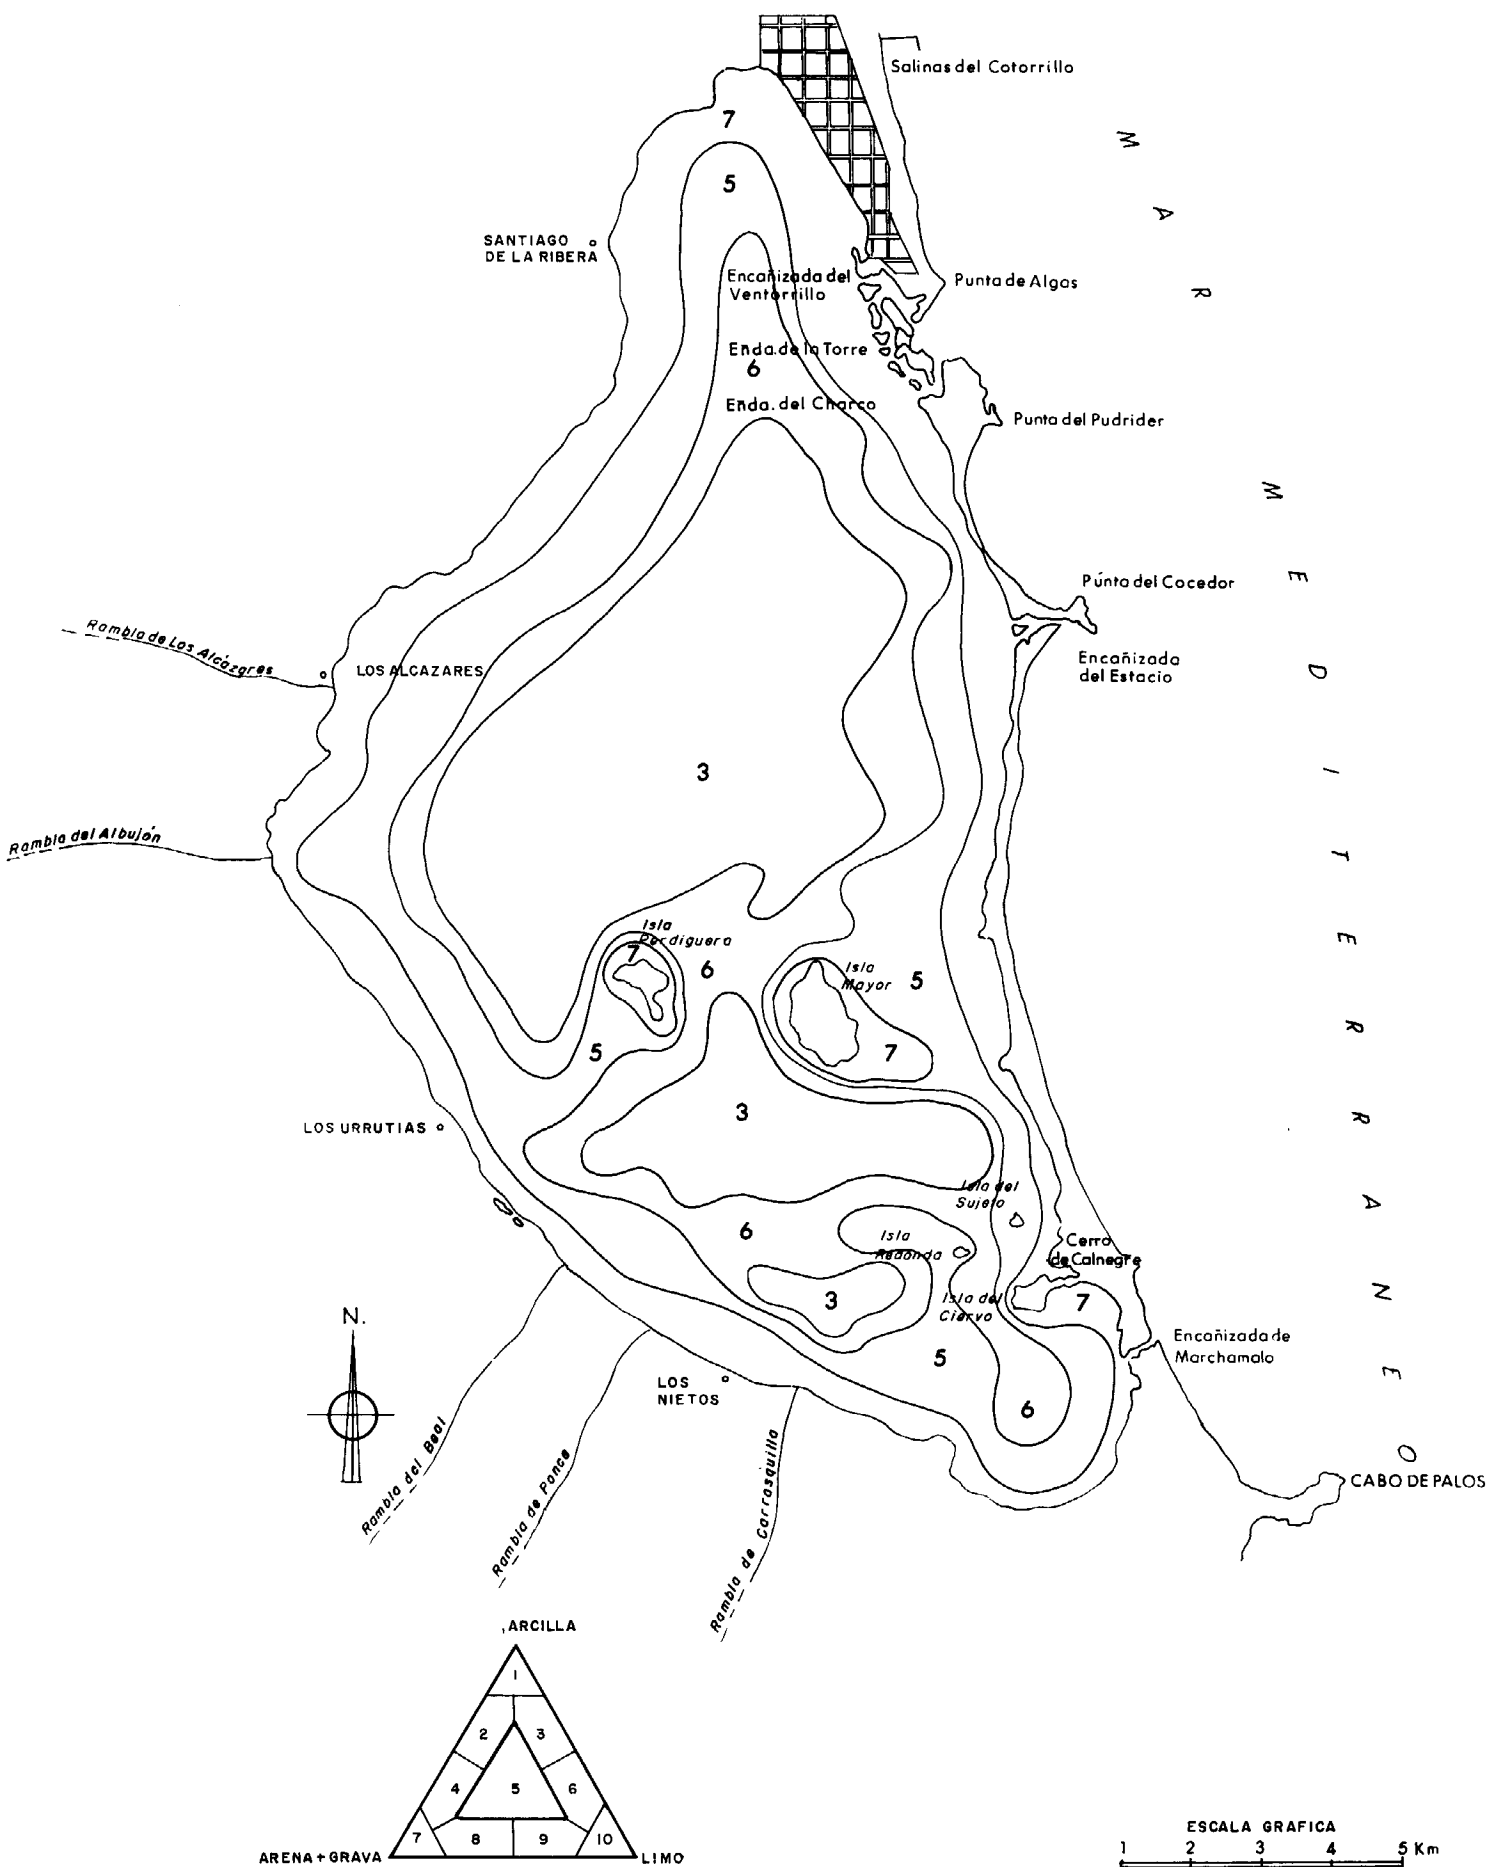 Salinas del Cotorrillo
M
7
5
A
SANTIAGO
DE LA RIBERA
Encañizada del
Ventorrillo
Punta de Algas
R
Enda. de la Torre
6
Enda. del Charco
Punta del Pudrider
M
E
Púnta del Cocedor
Rambla de Los Alcázares
LOS ALCAZARES
Encañizada
del Estacio
D
3
I
Rambla del Albujón
T
Isla
Perdiguera
7
6
Isla
Mayor
5
E
R
5
7
3
R
LOS URRUTIAS
Isla del
Sujeto
A
6
Isla
Redonda
Cerro
de Calnegre
3
Isla del
Ciervo
7
N
N.
Encañizada de
Marchamalo
5
E
LOS
NIETOS
6
O
CABO DE PALOS
Rambla del Beal
Rambla de Ponce
Rambla de Carrasquilla
ARCILLA
1
2 3
4 5 6
7 8 9 10
ARENA + GRAVA
LIMO
ESCALA GRAFICA
1 2 3 4 5 Km